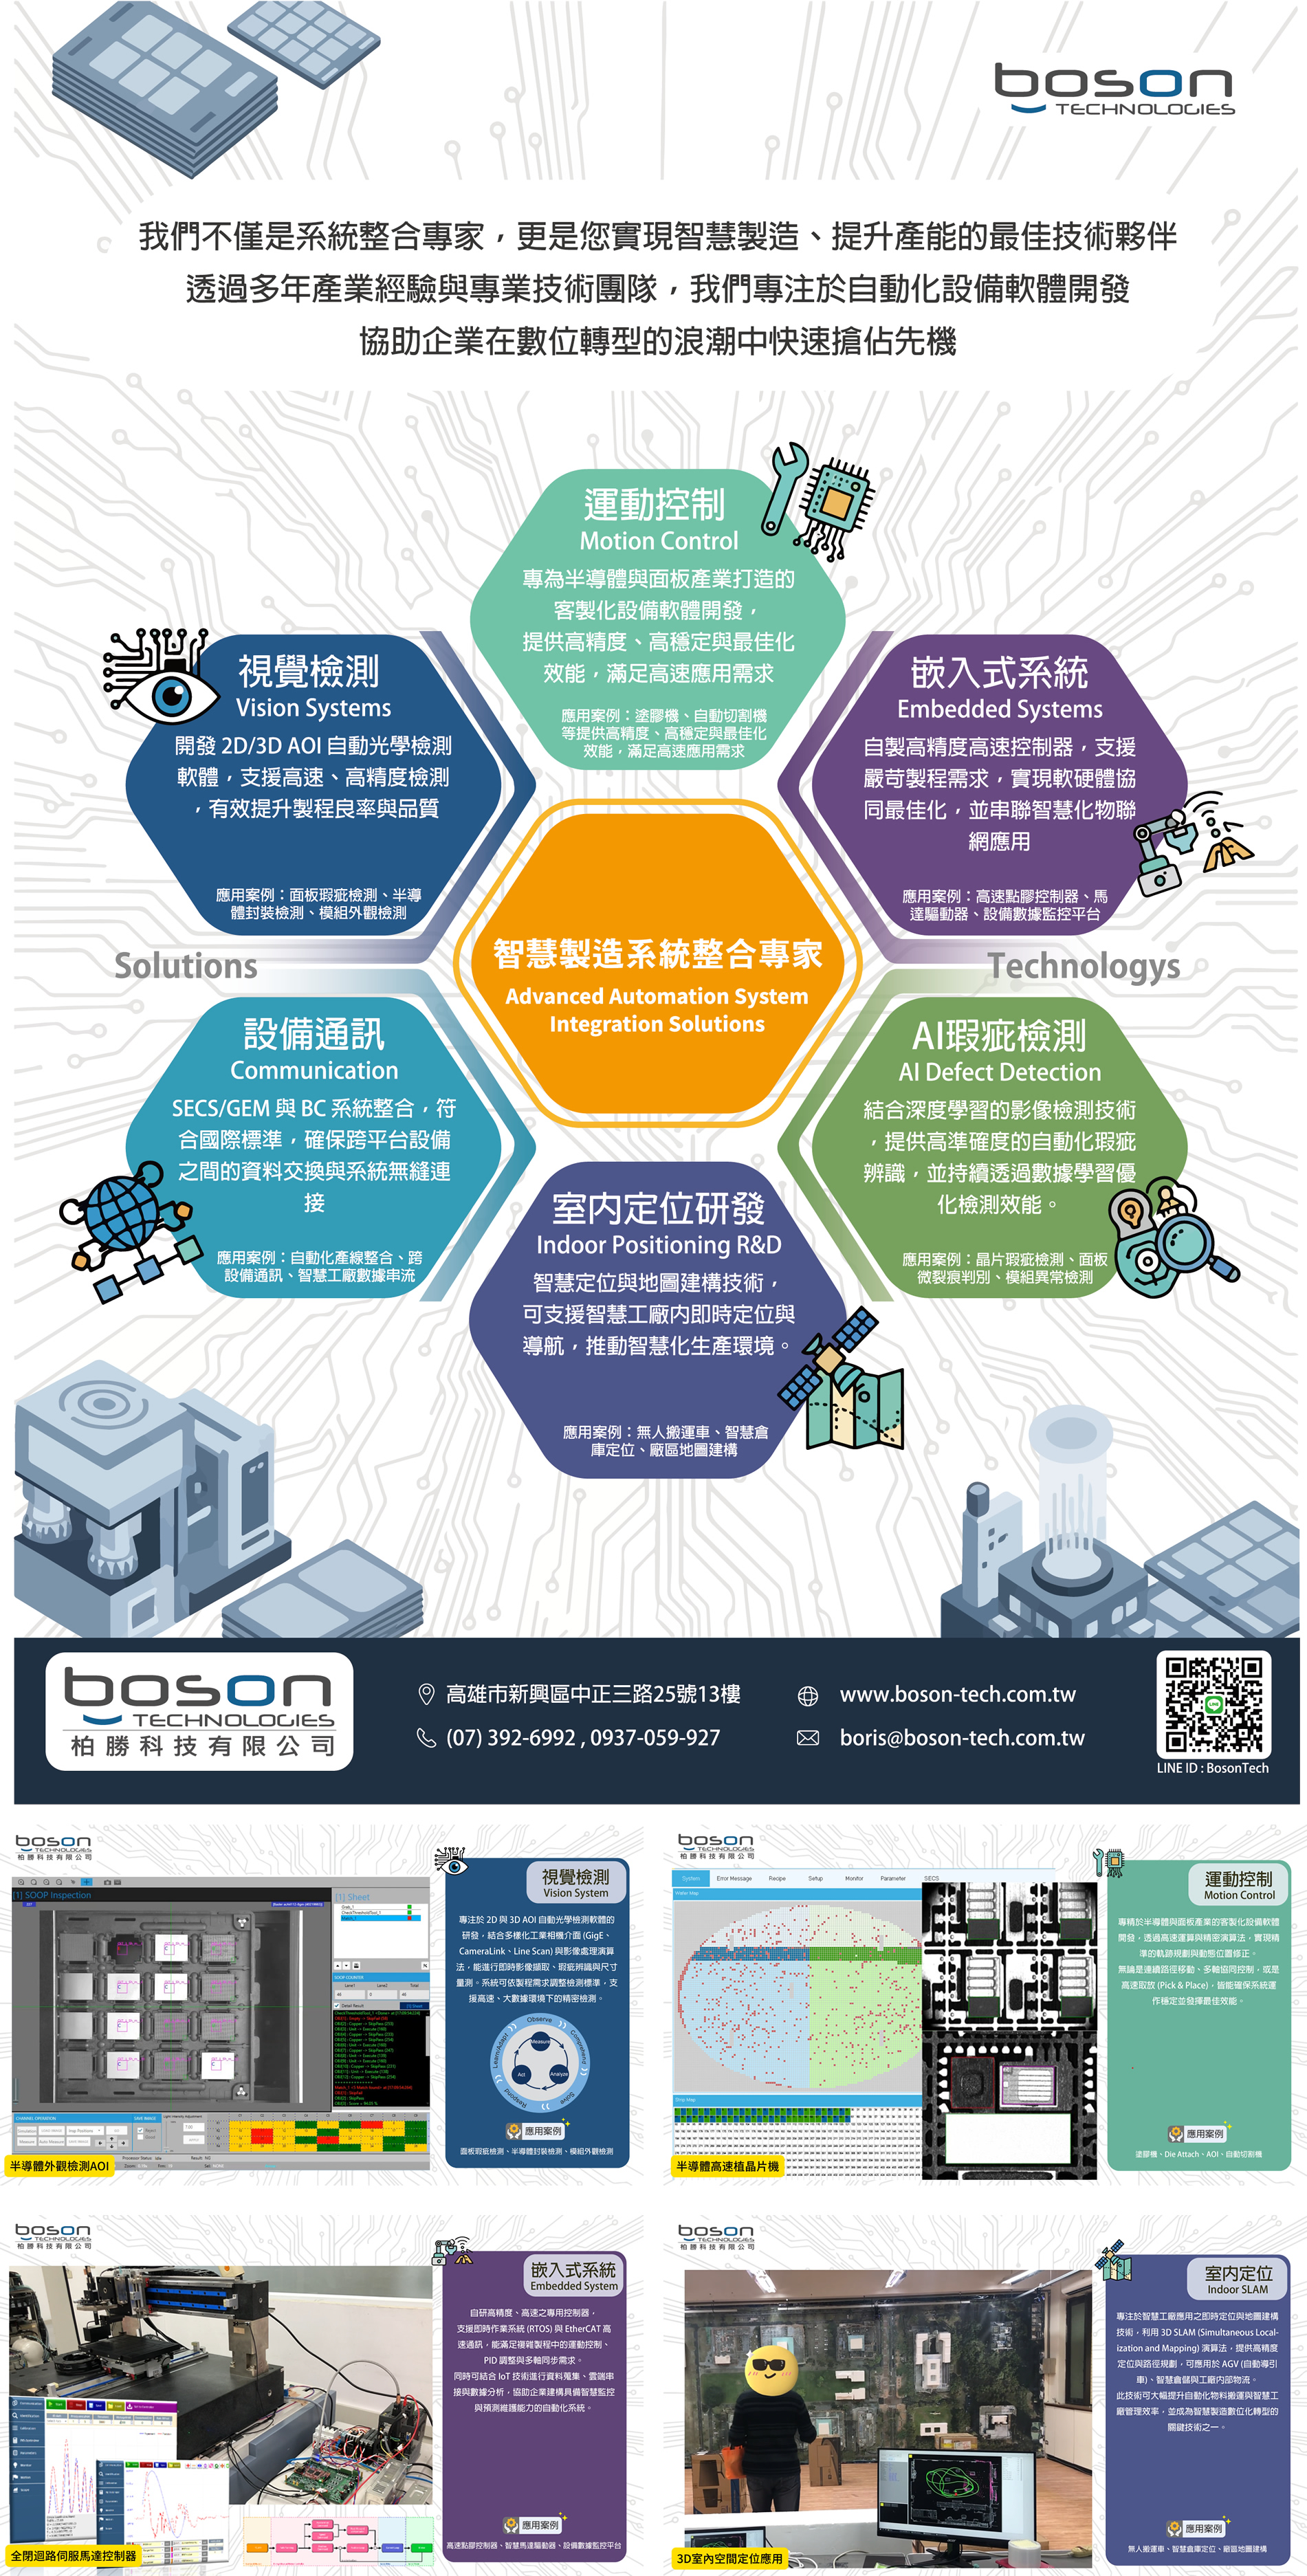 boson
TECHNOLOGIES
我們不僅是系統整合專家，更是您實現智慧製造、提升產能的最佳技術夥伴
透過多年產業經驗與專業技術團隊，我們專注於自動化設備軟體開發
協助企業在數位轉型的浪潮中快速搶佔先機
運動控制
Motion Control
專為半導體與面板產業打造的
客製化設備軟體開發，
提供高精度、高穩定與最佳化
效能，滿足高速應用需求
應用案例：塗膠機、自動切割機
等提供高精度、高穩定與最佳化
效能，滿足高速應用需求
視覺檢測
Vision Systems
開發 2D/3D AOI 自動光學檢測
軟體，支援高速、高精度檢測
，有效提升製程良率與品質
應用案例：面板瑕疵檢測、半導
體封裝檢測、模組外觀檢測
嵌入式系統
Embedded Systems
自製高精度高速控制器，支援
嚴苛製程需求，實現軟硬體協
同最佳化，並串聯智慧化物聯
網應用
應用案例：高速點膠控制器、馬
達驅動器、設備數據監控平台
Solutions
智慧製造系統整合專家
Advanced Automation System
Integration Solutions
Technologys
設備通訊
Communication
SECS/GEM 與 BC 系統整合，符
合國際標準，確保跨平台設備
之間的資料交換與系統無縫連
接
應用案例：自動化產線整合、跨
設備通訊、智慧工廠數據串流
AI瑕疵檢測
AI Defect Detection
結合深度學習的影像檢測技術
，提供高準確度的自動化瑕疵
辨識，並持續透過數據學習優
化檢測效能。
應用案例：晶片瑕疵檢測、面板
微裂痕判別、模組異常檢測
室內定位研發
Indoor Positioning R&D
智慧定位與地圖建構技術，
可支援智慧工廠內即時定位與
導航，推動智慧化生產環境。
應用案例：無人搬運車、智慧倉
庫定位、廠區地圖建構
boson
TECHNOLOGIES
柏勝科技有限公司
高雄市新興區中正三路25號13樓
(07) 392-6992 , 0937-059-927
www.boson-tech.com.tw
boris@boson-tech.com.tw
LINE
LINE ID : BosonTech
boson
TECHNOLOGIES
柏勝科技有限公司
[1] SOOP Inspection
[1] Sheet
SOOP COUNTER
半導體外觀檢測AOI
視覺檢測
Vision System
專注於 2D 與 3D AOI 自動光學檢測軟體的
研發，結合多樣化工業相機介面 (GigE、
CameraLink、Line Scan) 與影像處理演算
法，能進行即時影像擷取、瑕疵辨識與尺寸
量測。系統可依製程需求調整檢測標準，支
援高速、大數據環境下的精密檢測。
Observe
Comprehend
Solve
Respond
Learn/Adapt
Measure
Analyze
Act
應用案例
面板瑕疵檢測、半導體封裝檢測、模組外觀檢測
boson
TECHNOLOGIES
柏勝科技有限公司
System
Error Message
Recipe
Setup
Monitor
Parameter
SECS
Wafer Map
Strip Map
半導體高速植晶片機
運動控制
Motion Control
專精於半導體與面板產業的客製化設備軟體
開發，透過高速運算與精密演算法，實現精
準的軌跡規劃與動態位置修正。
無論是連續路徑移動、多軸協同控制，或是
高速取放 (Pick & Place)，皆能確保系統運
作穩定並發揮最佳效能。
應用案例
塗膠機、Die Attach、AOI、自動切割機
boson
TECHNOLOGIES
柏勝科技有限公司
全閉迴路伺服馬達控制器
嵌入式系統
Embedded System
自研高精度、高速之專用控制器，
支援即時作業系統 (RTOS) 與 EtherCAT 高
速通訊，能滿足複雜製程中的運動控制、
PID 調整與多軸同步需求。
同時可結合 IoT 技術進行資料蒐集、雲端串
接與數據分析，協助企業建構具備智慧監控
與預測維護能力的自動化系統。
應用案例
高速點膠控制器、智慧馬達驅動器、設備數據監控平台
boson
TECHNOLOGIES
柏勝科技有限公司
3D室內空間定位應用
室內定位
Indoor SLAM
專注於智慧工廠應用之即時定位與地圖建構
技術，利用 3D SLAM (Simultaneous Local-
ization and Mapping) 演算法，提供高精度
定位與路徑規劃，可應用於 AGV (自動導引
車)、智慧倉儲與工廠內部物流。
此技術可大幅提升自動化物料搬運與智慧工
廠管理效率，並成為智慧製造數位化轉型的
關鍵技術之一。
應用案例
無人搬運車、智慧倉庫定位、廠區地圖建構